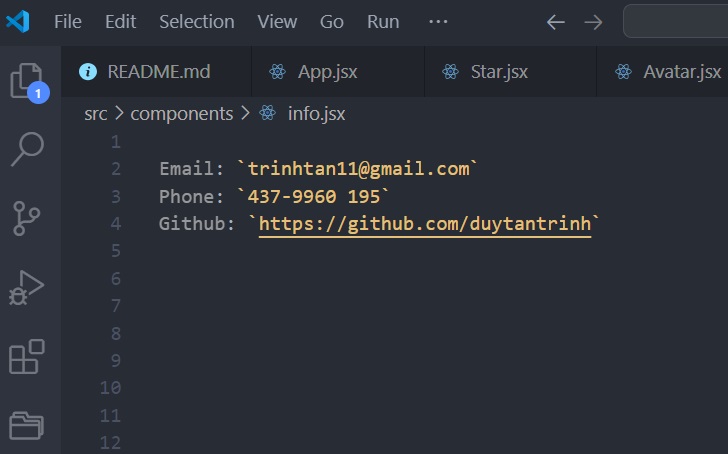 File Edit Selection View Go Run ...
README.md App.jsx Star.jsx Avatar.jsx
1
src > components > info.jsx
1
2 Email: `trinhtan11@gmail.com`
3 Phone: `437-9960 195`
4 Github: `https://github.com/duytantrinh`
5
6
7
8
9
10
11
12